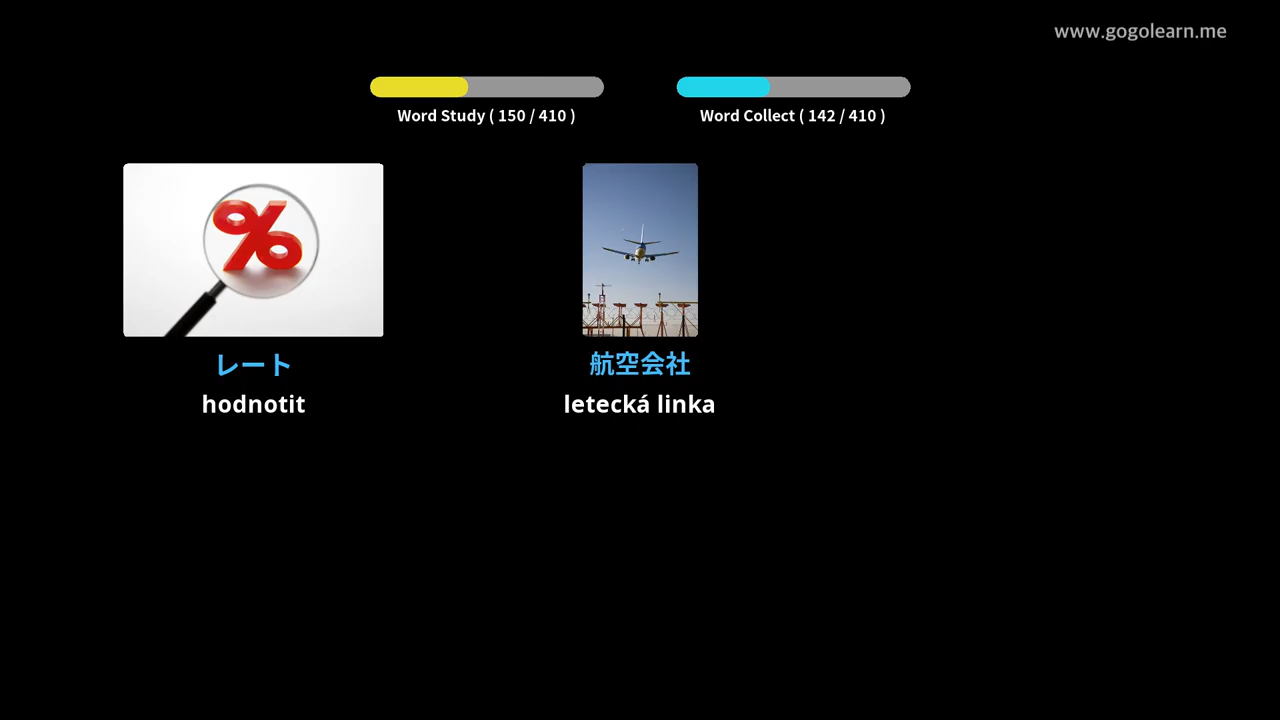 www.gogolearn.me
Word Study ( 150 / 410 )
Word Collect ( 142 / 410 )
レート
hodnotit
航空会社
letecká linka